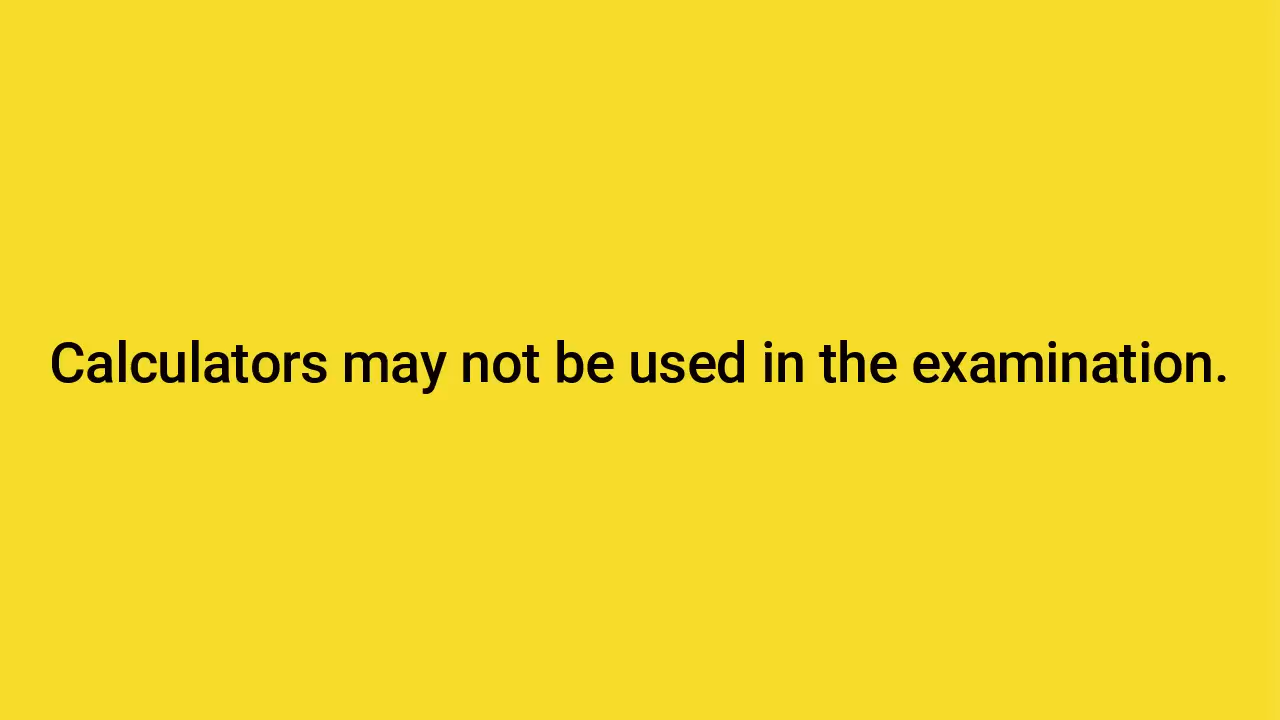 Calculators may not be used in the examination.